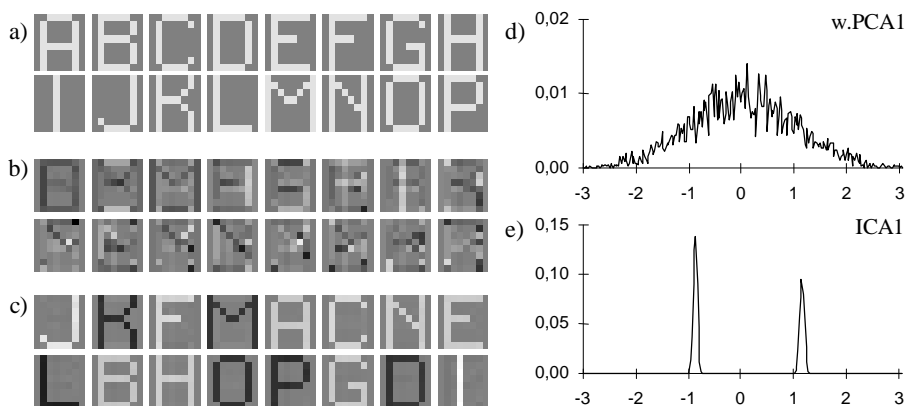 a) A B C D E F G H
I J K L M N O P
b)
c) J K F M A C N E
L B H O P G D I
d) w.PCA1
0,02
0,01
0,00
-3 -2 -1 0 1 2 3
e) ICA1
0,15
0,10
0,05
0,00
-3 -2 -1 0 1 2 3